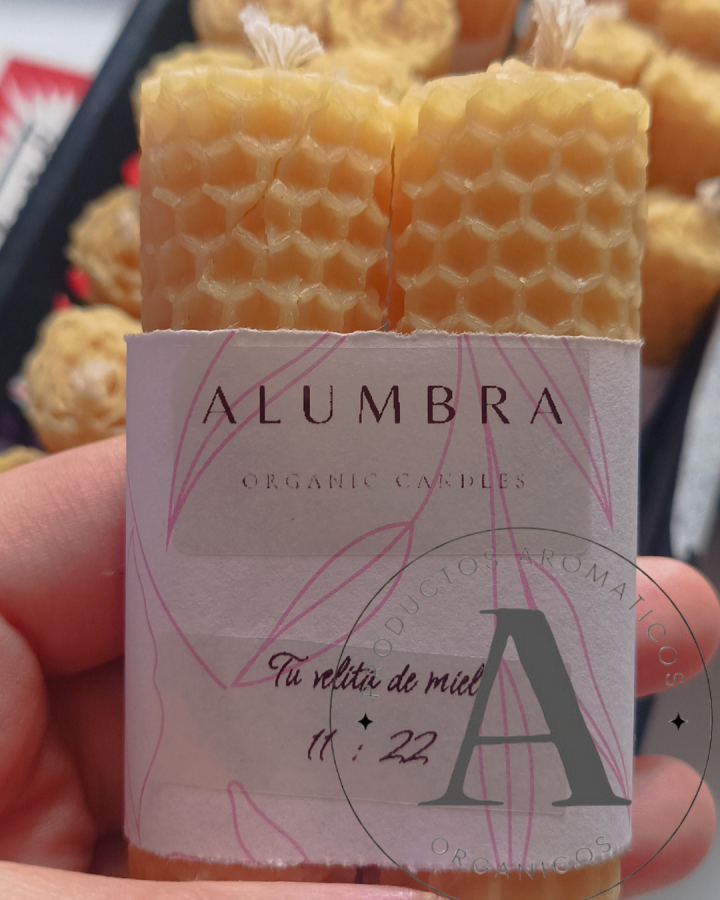 ALUMBRA
ORGANIC CANDLES
Tu velita de miel
11 : 22
PRODUCTOS AROMATICOS
A
ORGANICOS